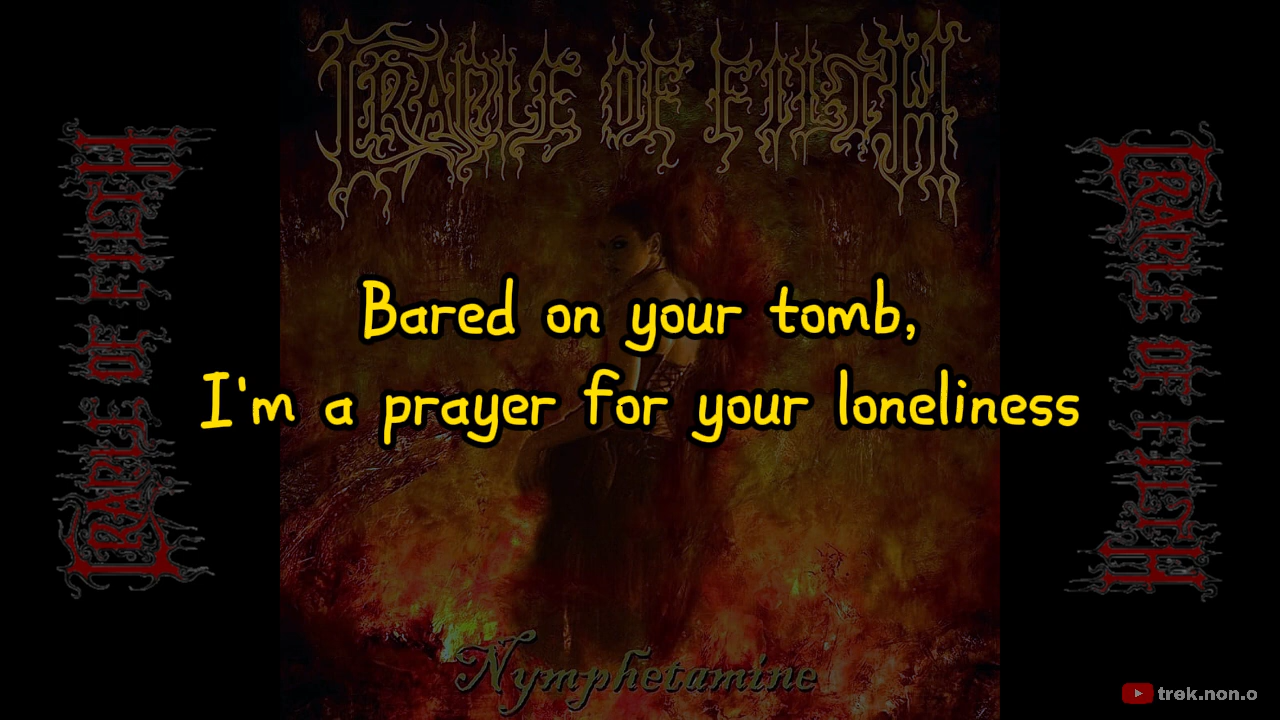 CRADLE OF FILTH
CRADLE OF FILTH
CRADLE OF FILTH
Bared on your tomb,
I'm a prayer for your loneliness
Nymphetamine
trek.non.o